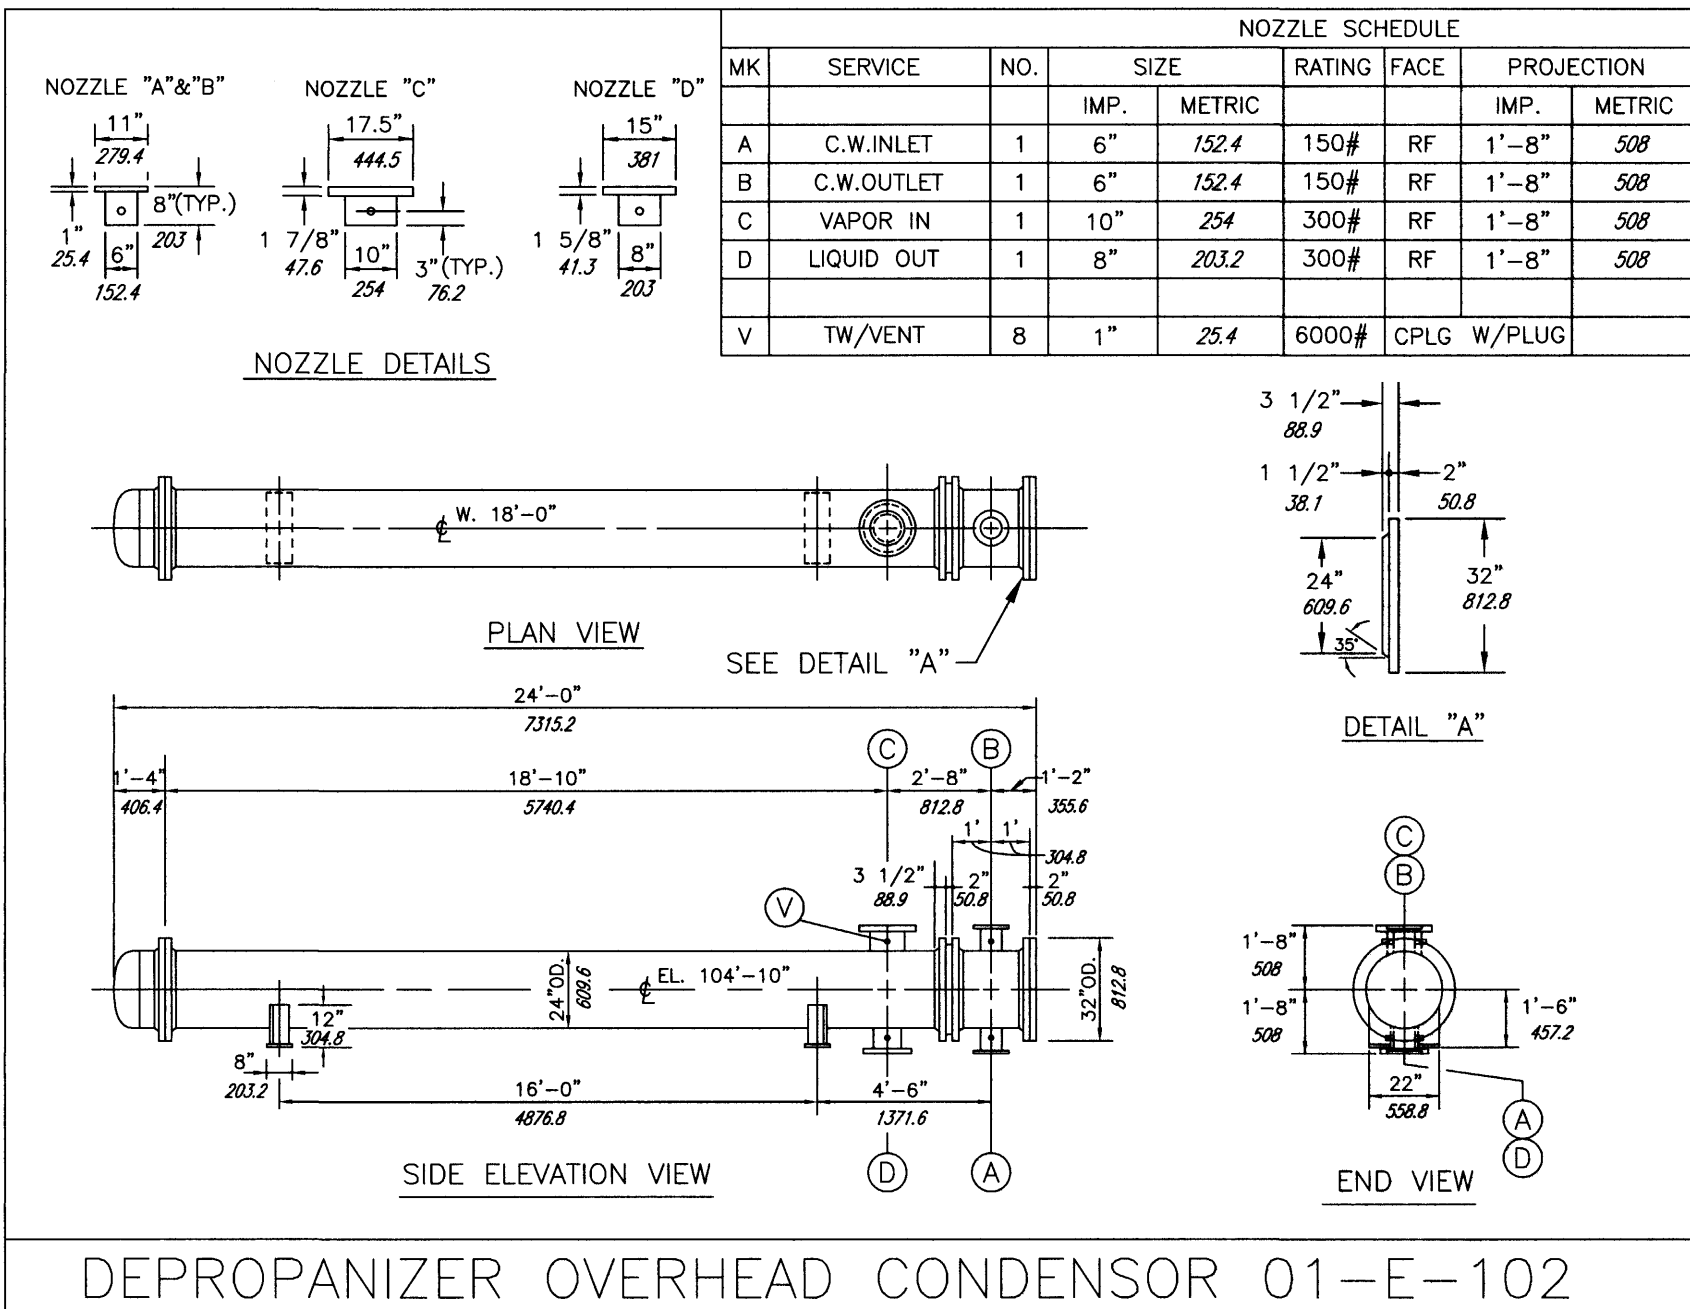 NOZZLE SCHEDULE
MK SERVICE NO. SIZE RATING FACE PROJECTION
IMP. METRIC IMP. METRIC
A C.W.INLET 1 6" 152.4 150# RF 1'-8" 508
B C.W.OUTLET 1 6" 152.4 150# RF 1'-8" 508
C VAPOR IN 1 10" 254 300# RF 1'-8" 508
D LIQUID OUT 1 8" 203.2 300# RF 1'-8" 508
V TW/VENT 8 1" 25.4 6000# CPLG W/PLUG
NOZZLE "A"&"B"
11"
279.4
8"(TYP.)
203
1"
25.4
6"
152.4
NOZZLE "C"
17.5"
444.5
1 7/8"
47.6
10"
254
3"(TYP.)
76.2
NOZZLE "D"
15"
381
1 5/8"
41.3
8"
203
NOZZLE DETAILS
℄ W. 18'-0"
PLAN VIEW
SEE DETAIL "A"
3 1/2"
88.9
1 1/2"
38.1
2"
50.8
24"
609.6
32"
812.8
35°
DETAIL "A"
24'-0"
7315.2
C B
1'-4" 18'-10" 2'-8" 1'-2"
406.4 5740.4 812.8 355.6
1' 1'
304.8
3 1/2" 2" 2"
88.9 50.8 50.8
V
24"OD.
609.6
℄ EL. 104'-10"
32"OD.
812.8
12"
304.8
8"
203.2
16'-0" 4'-6"
4876.8 1371.6
D A
SIDE ELEVATION VIEW
C
B
1'-8"
508
1'-8"
508
1'-6"
457.2
22"
558.8
A
D
END VIEW
DEPROPANIZER OVERHEAD CONDENSOR 01-E-102